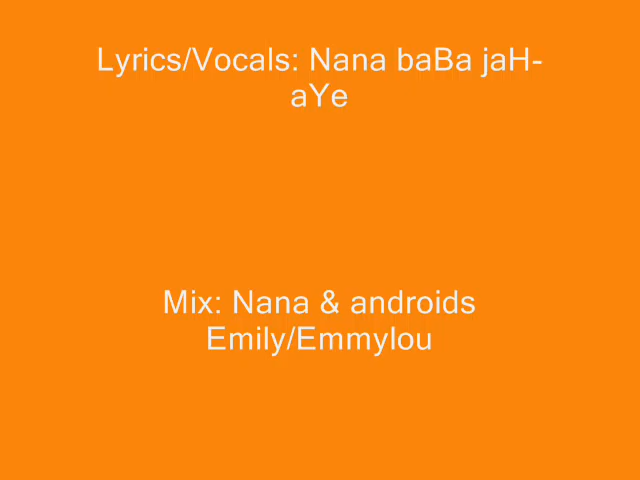 Lyrics/Vocals: Nana baBa jaH-
aYe
Mix: Nana & androids
Emily/Emmylou